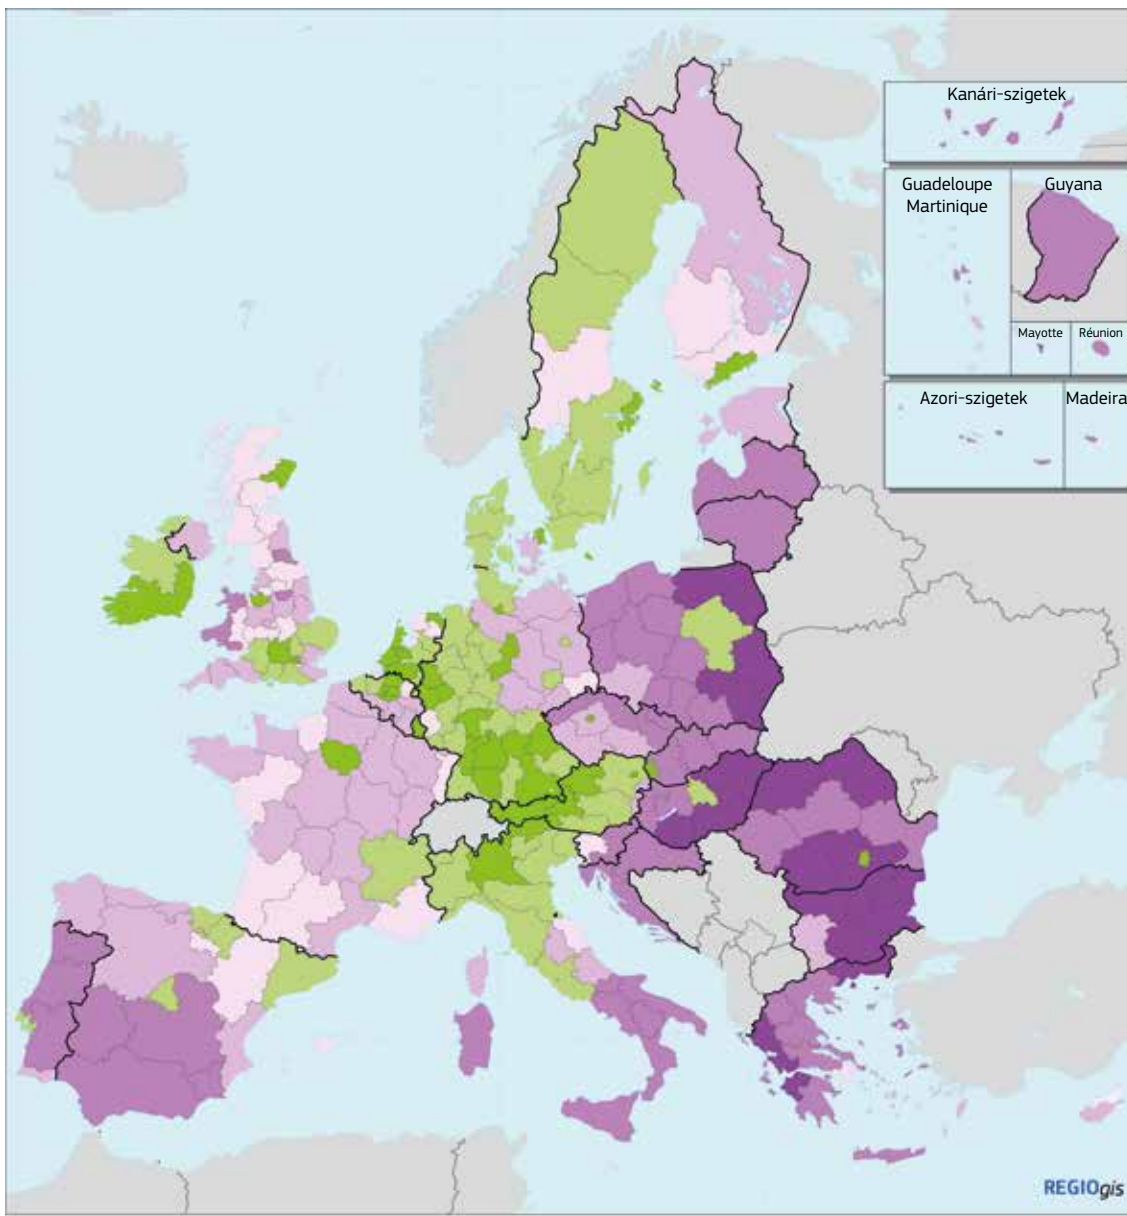 Kanári-szigetek
Guadeloupe
Martinique
Guyana
Mayotte
Réunion
Azori-szigetek
Madeira
REGIOgis